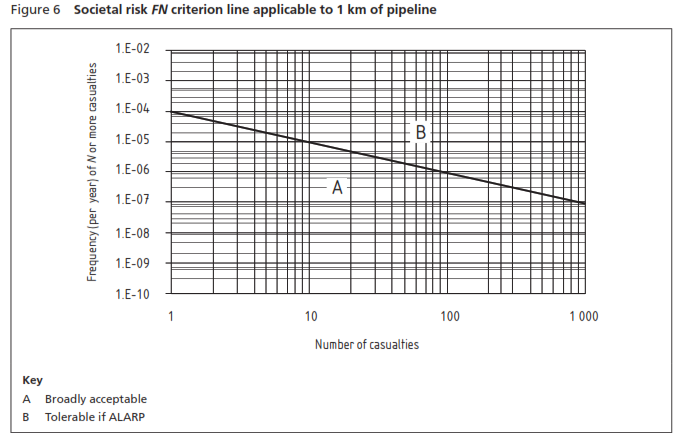 Figure 6 Societal risk FN criterion line applicable to 1 km of pipeline
Frequency (per year) of N or more casualties
1.E-02
1.E-03
1.E-04
1.E-05
1.E-06
1.E-07
1.E-08
1.E-09
1.E-10
B
A
1 10 100 1 000
Number of casualties
Key
A Broadly acceptable
B Tolerable if ALARP